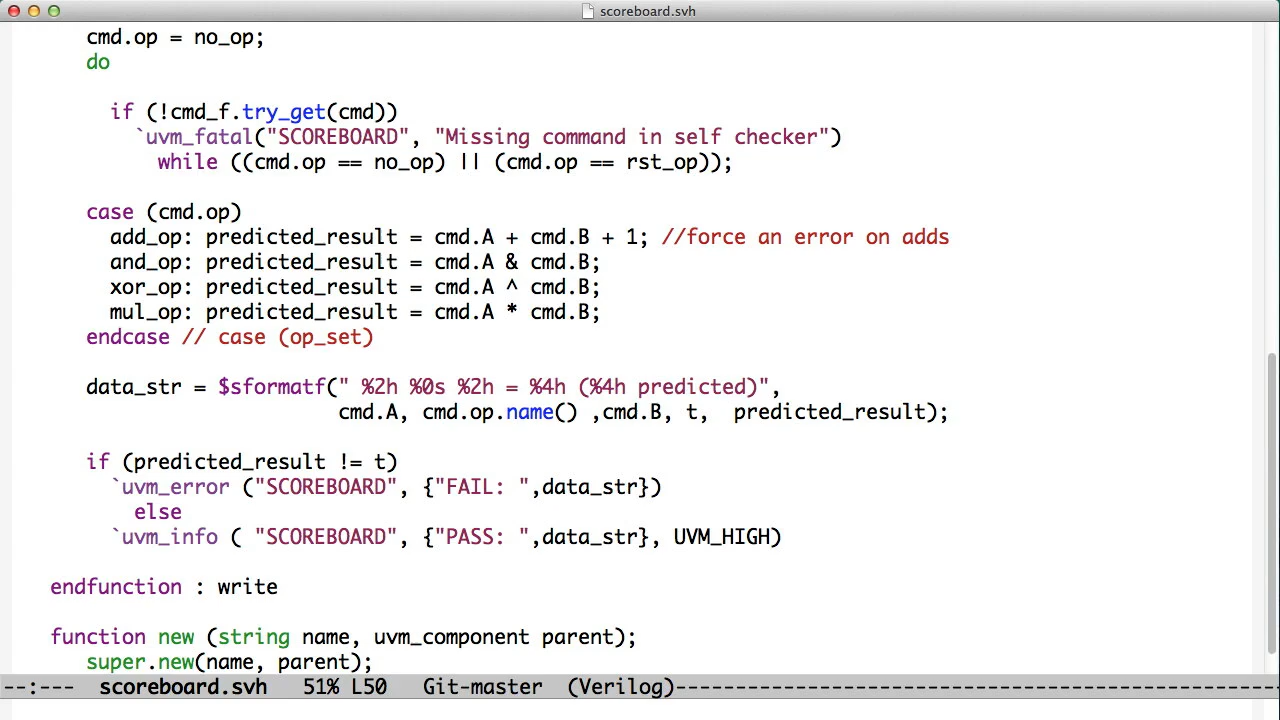 scoreboard.svh
cmd.op = no_op;
do
if (!cmd_f.try_get(cmd))
`uvm_fatal("SCOREBOARD", "Missing command in self checker")
while ((cmd.op == no_op) || (cmd.op == rst_op));
case (cmd.op)
add_op: predicted_result = cmd.A + cmd.B + 1; //force an error on adds
and_op: predicted_result = cmd.A & cmd.B;
xor_op: predicted_result = cmd.A ^ cmd.B;
mul_op: predicted_result = cmd.A * cmd.B;
endcase // case (op_set)
data_str = $sformatf(" %2h %0s %2h = %4h (%4h predicted)",
cmd.A, cmd.op.name() ,cmd.B, t,  predicted_result);
if (predicted_result != t)
`uvm_error ("SCOREBOARD", {"FAIL: ",data_str})
else
`uvm_info ( "SCOREBOARD", {"PASS: ",data_str}, UVM_HIGH)
endfunction : write
function new (string name, uvm_component parent);
super.new(name, parent);
--:---  scoreboard.svh   51% L50   Git-master  (Verilog)--------------------------------------------------